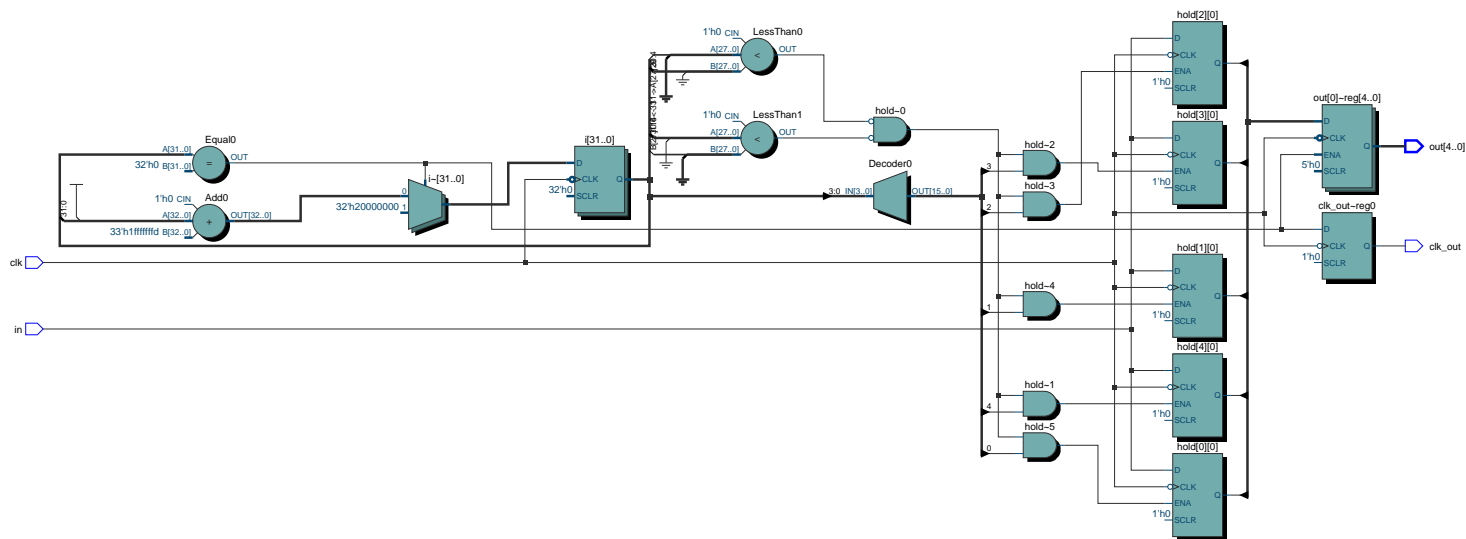 hold[2][0]
D
CLK
ENA
1'h0
SCLR
Q
1'h0 CIN
LessThan0
A[27..0]
<
OUT
B[27..0]
1'h0 CIN
LessThan1
A[27..0]
<
OUT
B[27..0]
hold~0
hold[3][0]
D
CLK
ENA
1'h0
SCLR
Q
out[0]~reg[4..0]
D
CLK
ENA
5'h0
SCLR
Q
out[4..0]
Equal0
A[31..0]
32'h0 B[31..0]
=
OUT
i~[31..0]
0
32'h20000000
1
i[31..0]
D
CLK
32'h0
SCLR
Q
hold~2
3
hold~3
2
Decoder0
3:0 IN[3..0]
OUT[15..0]
Add0
1'h0 CIN
31:0
A[32..0]
+
OUT[32..0]
33'h1fffffffd B[32..0]
clk_out~reg0
D
CLK
1'h0
SCLR
Q
clk_out
clk
hold[1][0]
D
CLK
ENA
1'h0
SCLR
Q
hold~4
1
in
hold[4][0]
D
CLK
ENA
1'h0
SCLR
Q
hold~1
4
hold~5
0
hold[0][0]
D
CLK
ENA
1'h0
SCLR
Q